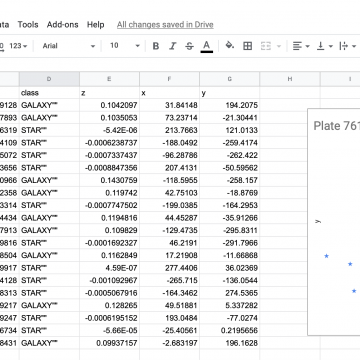 ata Tools Add-ons Help All changes saved in Drive
123 Arial 10 B I S A
D E F G H I
class z x y
9128 GALAXY"" 0.1042097 31.84148 194.2075
7893 GALAXY"" 0.1035053 73.23714 -21.30441
6319 STAR"" -5.42E-06 213.7663 121.0133
4109 STAR"" -0.0006238737 -188.0492 -259.4174
5072 STAR"" -0.0007337437 -96.28786 -262.422
3656 STAR"" -0.0008847356 207.4131 -50.59562
0966 GALAXY"" 0.1430759 -118.5955 -258.157
2358 GALAXY"" 0.119742 42.75103 -18.8769
3314 STAR"" -0.0007747502 -199.0385 -164.2953
4434 GALAXY"" 0.1194816 44.45287 -35.91266
7913 GALAXY"" 0.109829 -129.4735 -295.8311
9816 STAR"" -0.0001692327 46.2191 -291.7966
8504 GALAXY"" 0.1162849 17.21908 -11.66868
9917 STAR"" 4.59E-07 277.4406 36.02369
4128 STAR"" -0.001092967 -265.715 -136.0544
8313 STAR"" -0.0005067916 -164.3462 274.5365
0918 GALAXY"" 0.128265 49.51881 5.337282
9247 STAR"" -0.0006195152 193.0484 -77.0274
6734 STAR"" -5.66E-05 -25.40561 0.2195656
8431 GALAXY"" 0.09937157 -2.683197 196.1628
Plate 761
y